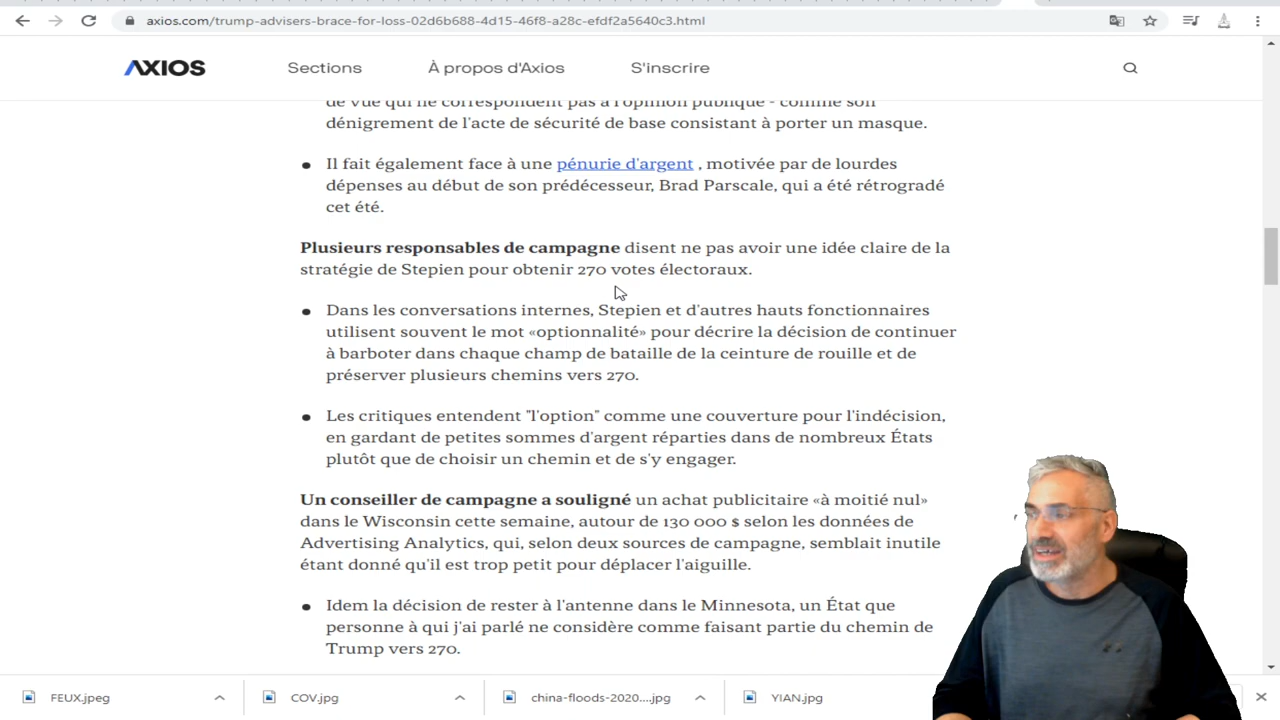 axios.com/trump-advisers-brace-for-loss-02d6b688-4d15-46f8-a28c-efdf2a5640c3.html
AXIOS Sections À propos d'Axios S'inscrire
de vue qui ne correspondent pas à l'opinion publique - comme son
dénigrement de l'acte de sécurité de base consistant à porter un masque.
Il fait également face à une pénurie d'argent , motivée par de lourdes
dépenses au début de son prédécesseur, Brad Parscale, qui a été rétrogradé
cet été.
Plusieurs responsables de campagne disent ne pas avoir une idée claire de la
stratégie de Stepien pour obtenir 270 votes électoraux.
Dans les conversations internes, Stepien et d'autres hauts fonctionnaires
utilisent souvent le mot «optionnalité» pour décrire la décision de continuer
à barboter dans chaque champ de bataille de la ceinture de rouille et de
préserver plusieurs chemins vers 270.
Les critiques entendent "l'option" comme une couverture pour l'indécision,
en gardant de petites sommes d'argent réparties dans de nombreux États
plutôt que de choisir un chemin et de s'y engager.
Un conseiller de campagne a souligné un achat publicitaire «à moitié nul»
dans le Wisconsin cette semaine, autour de 130 000 $ selon les données de
Advertising Analytics, qui, selon deux sources de campagne, semblait inutile
étant donné qu'il est trop petit pour déplacer l'aiguille.
Idem la décision de rester à l'antenne dans le Minnesota, un État que
personne à qui j'ai parlé ne considère comme faisant partie du chemin de
Trump vers 270.
FEUX.jpeg COV.jpg china-floods-2020....jpg YIAN.jpg